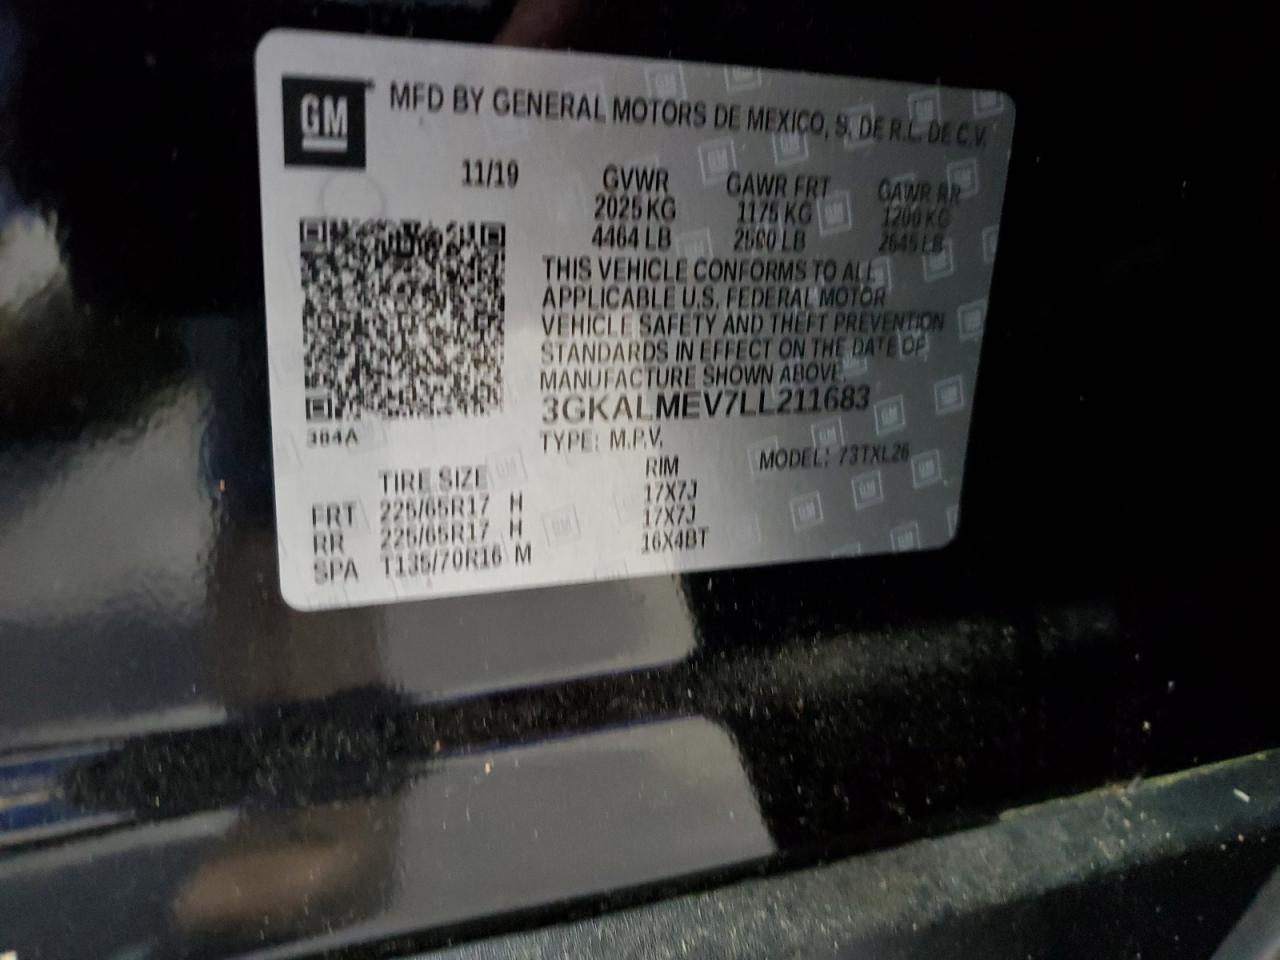 GM
MFD BY GENERAL MOTORS DE MEXICO, S. DE R.L. DE C.V.
11/19 GVWR GAWR FRT GAWR RR
2025 KG 1175 KG 1200 KG
4464 LB 2590 LB 2645 LB
THIS VEHICLE CONFORMS TO ALL
APPLICABLE U.S. FEDERAL MOTOR
VEHICLE SAFETY AND THEFT PREVENTION
STANDARDS IN EFFECT ON THE DATE OF
MANUFACTURE SHOWN ABOVE.
3GKALMEV7LL211683
384A
TYPE: M.P.V. MODEL: 73TXL26
TIRE SIZE RIM
FRT 225/65R17 H 17X7J
RR 225/65R17 H 17X7J
SPA T135/70R16 M 16X4BT